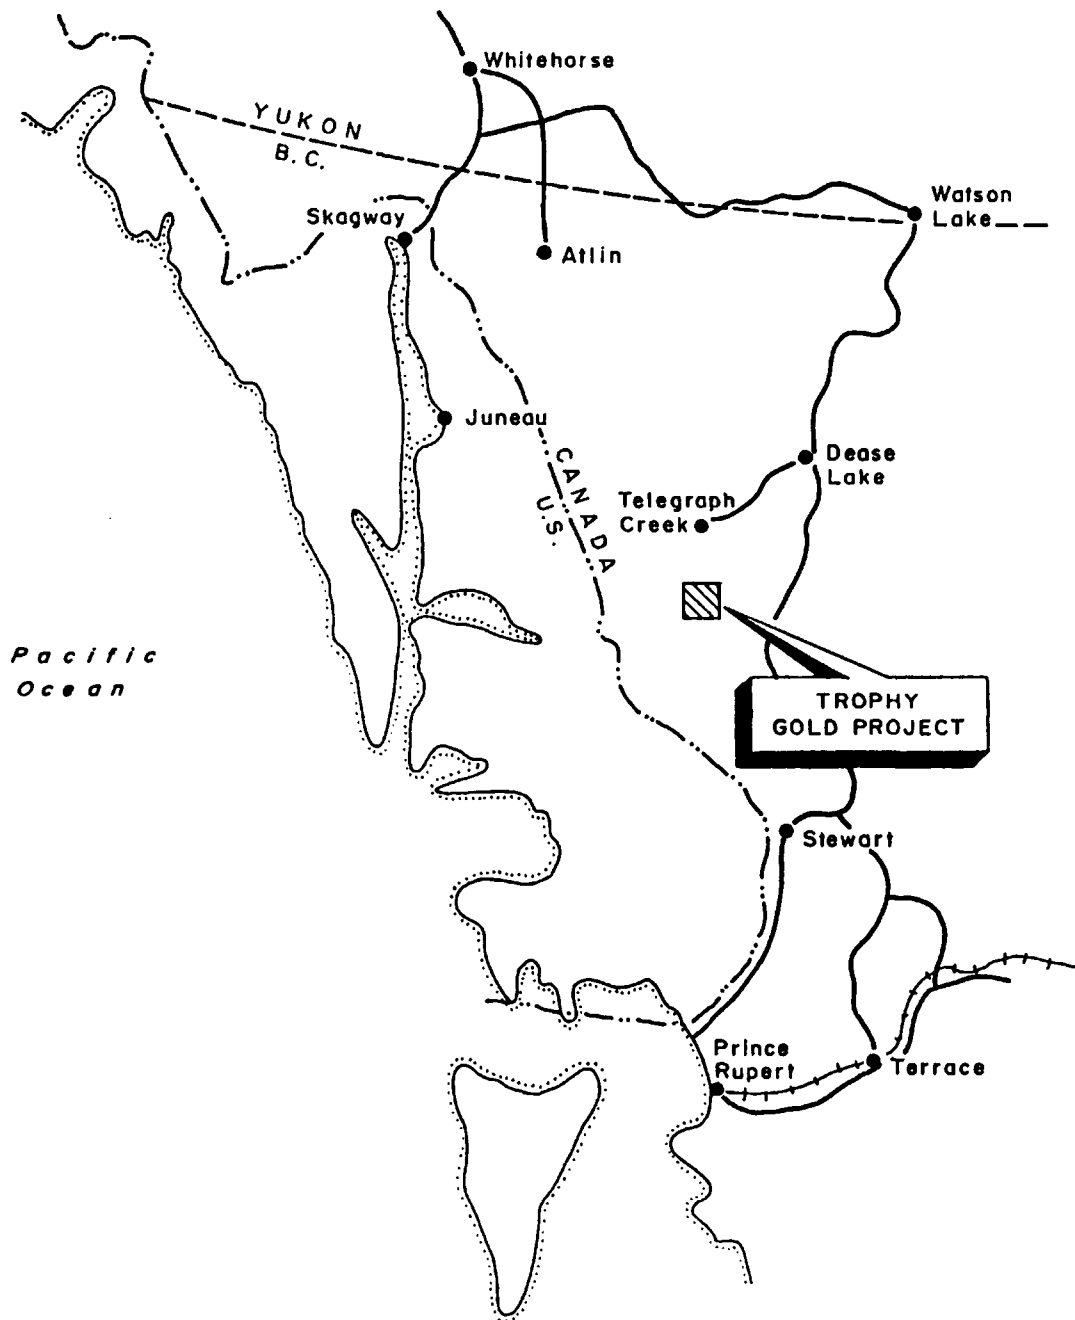 Whitehorse
YUKON
B.C.
Watson
Lake
Skagway
Atlin
Juneau
CANADA
U.S.
Dease
Lake
Telegraph
Creek
Pacific
Ocean
TROPHY
GOLD PROJECT
Stewart
Prince
Rupert
Terrace